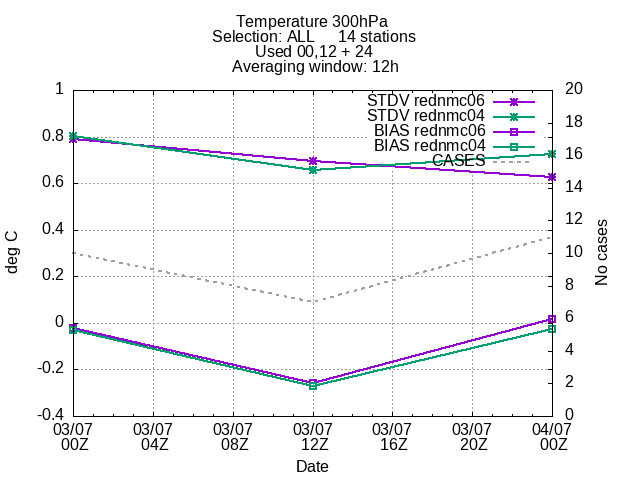 Temperature 300hPa
Selection: ALL 14 stations
Used 00,12 + 24
Averaging window: 12h
STDV rednmc06
STDV rednmc04
BIAS rednmc06
BIAS rednmc04
CASES
1
0.8
0.6
0.4
0.2
0
-0.2
-0.4
deg C
20
18
16
14
12
10
8
6
4
2
0
No cases
03/07 03/07 03/07 03/07 03/07 03/07 04/07
00Z 04Z 08Z 12Z 16Z 20Z 00Z
Date